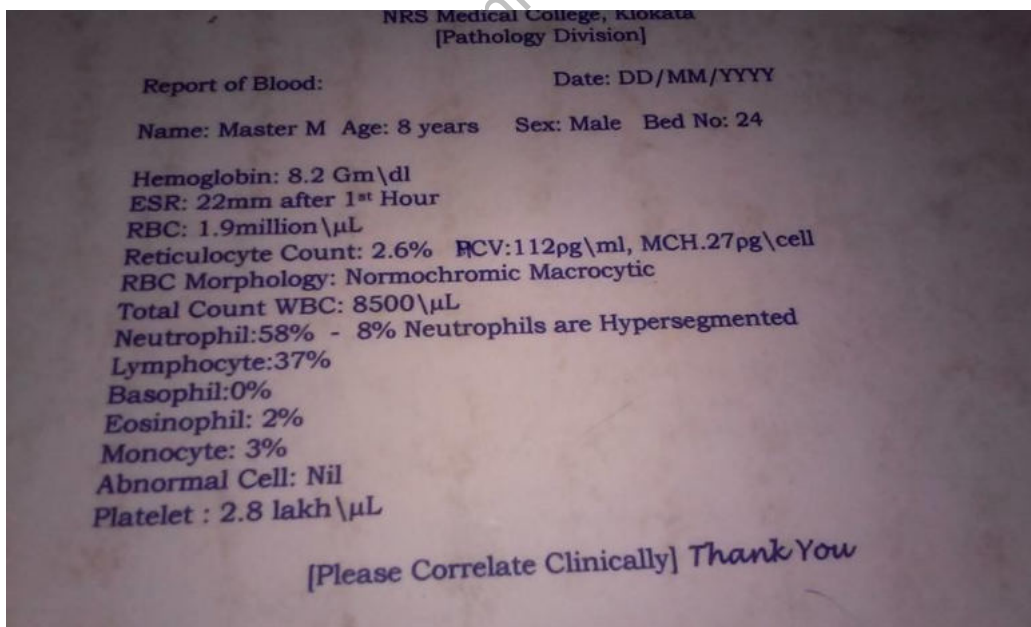 NRS Medical College, Klokata
[Pathology Division]
Report of Blood: Date: DD/MM/YYYY
Name: Master M Age: 8 years Sex: Male Bed No: 24
Hemoglobin: 8.2 Gm\dl
ESR: 22mm after 1st Hour
RBC: 1.9million\μL
Reticulocyte Count: 2.6% PCV:112pg\ml, MCH.27pg\cell
RBC Morphology: Normochromic Macrocytic
Total Count WBC: 8500\μL
Neutrophil:58% - 8% Neutrophils are Hypersegmented
Lymphocyte:37%
Basophil:0%
Eosinophil: 2%
Monocyte: 3%
Abnormal Cell: Nil
Platelet : 2.8 lakh\μL
[Please Correlate Clinically] Thank You